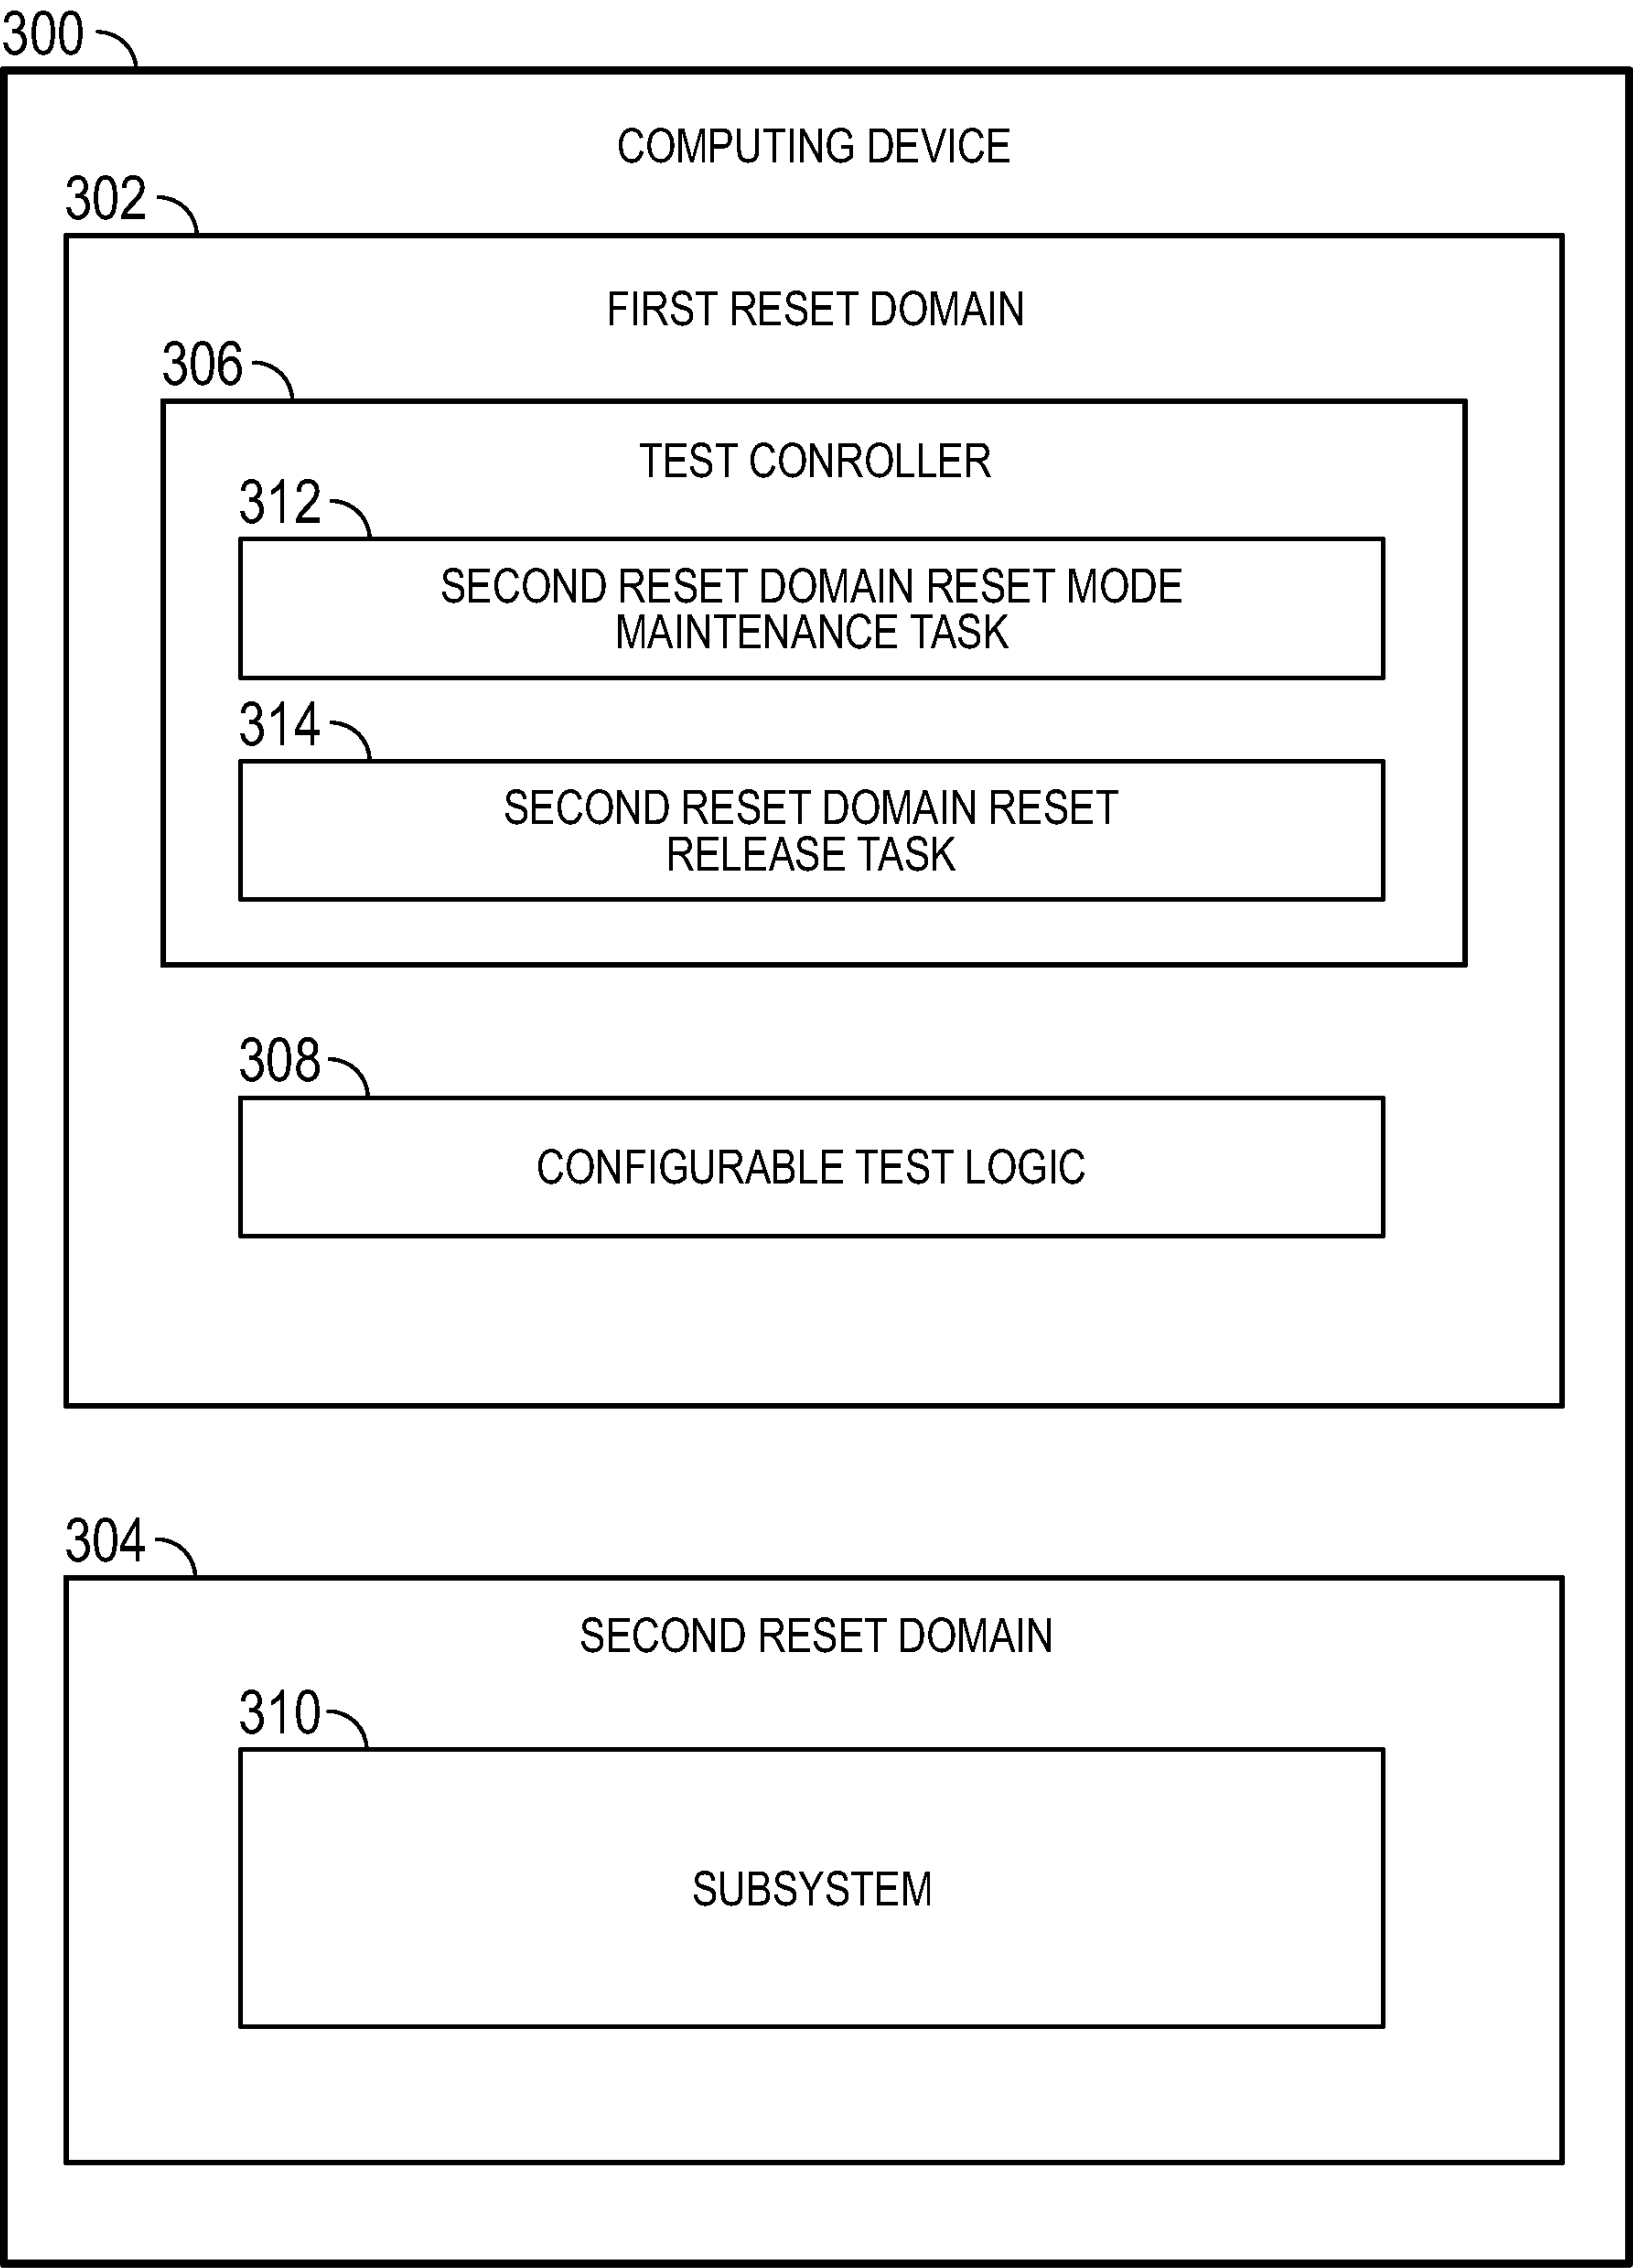 300
COMPUTING DEVICE
302
FIRST RESET DOMAIN
306
TEST CONROLLER
312
SECOND RESET DOMAIN RESET MODE
MAINTENANCE TASK
314
SECOND RESET DOMAIN RESET
RELEASE TASK
308
CONFIGURABLE TEST LOGIC
304
SECOND RESET DOMAIN
310
SUBSYSTEM